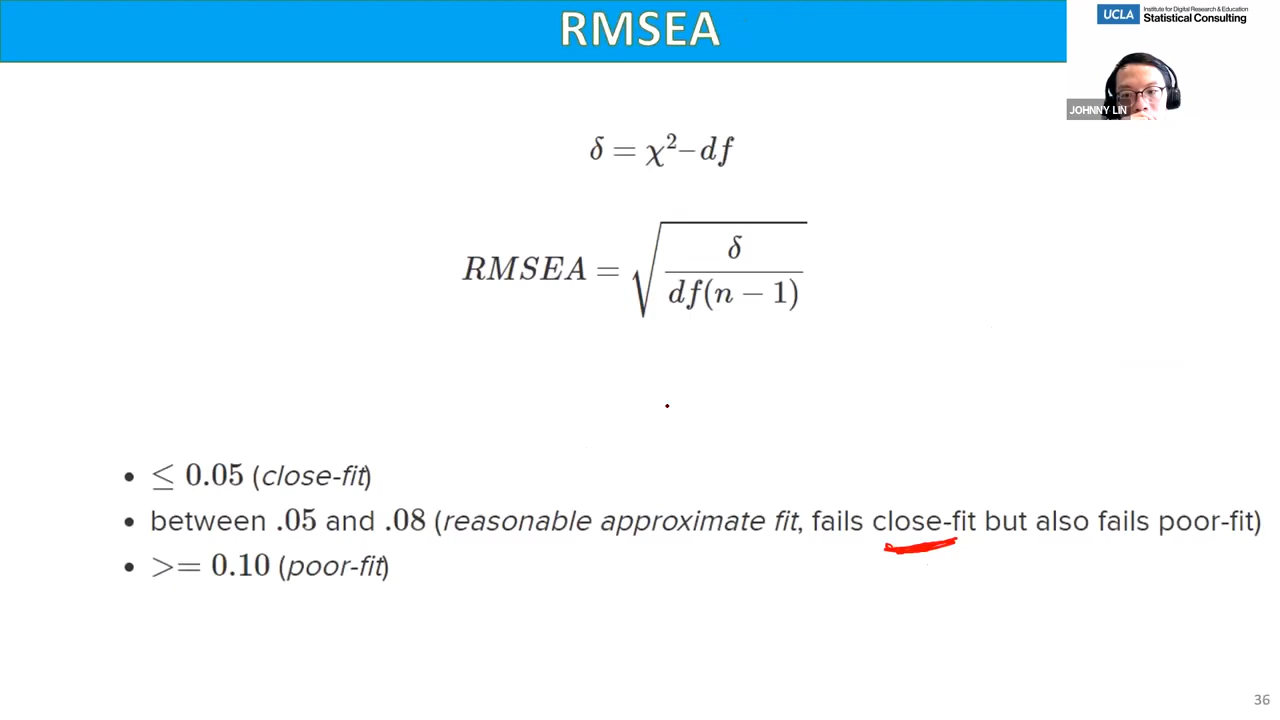 RMSEA
UCLA
Institute for Digital Research & Education
Statistical Consulting
JOHNNY LIN
δ = χ²– df
RMSEA = √(δ / df(n − 1))
• ≤ 0.05 (close-fit)
• between .05 and .08 (reasonable approximate fit, fails close-fit but also fails poor-fit)
• >= 0.10 (poor-fit)
36